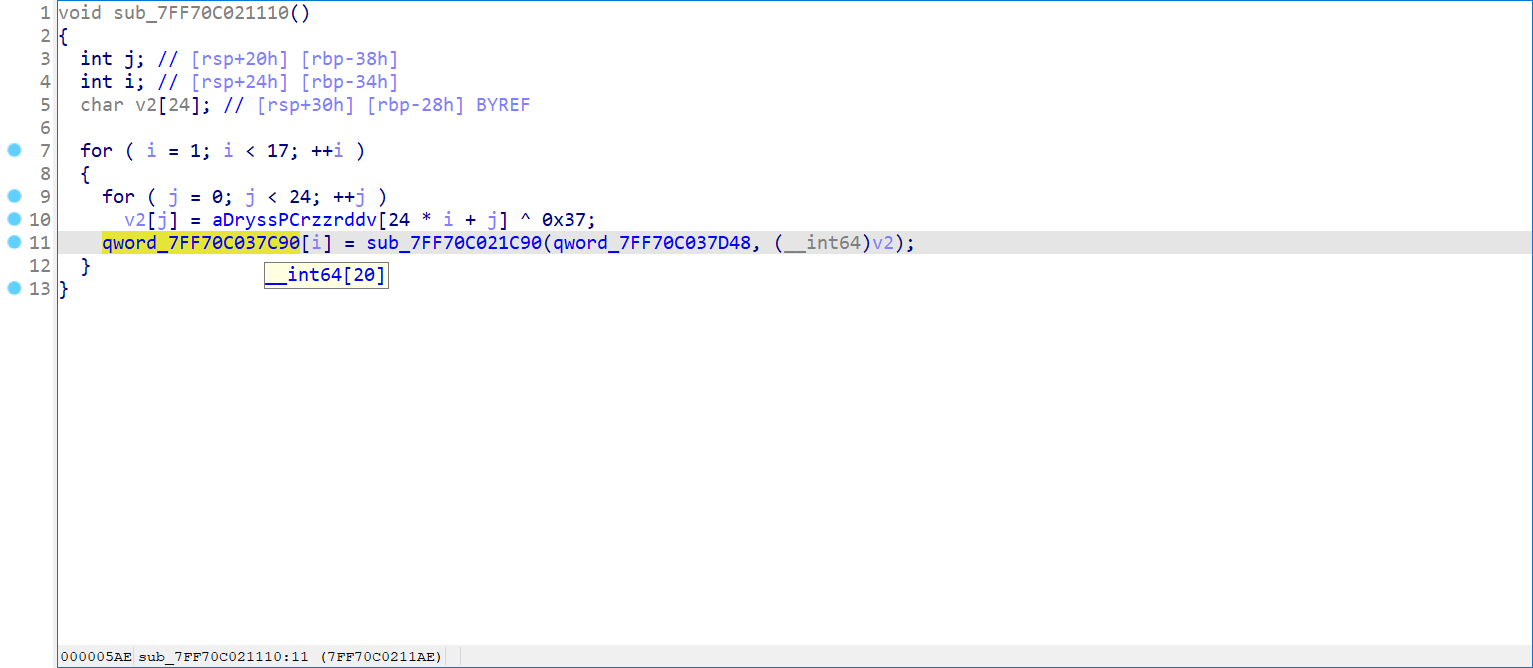 1 void sub_7FF70C021110()
2 {
3   int j; // [rsp+20h] [rbp-38h]
4   int i; // [rsp+24h] [rbp-34h]
5   char v2[24]; // [rsp+30h] [rbp-28h] BYREF
6
7   for ( i = 1; i < 17; ++i )
8   {
9     for ( j = 0; j < 24; ++j )
10       v2[j] = aDryssPCrzzrddv[24 * i + j] ^ 0x37;
11     qword_7FF70C037C90[i] = sub_7FF70C021C90(qword_7FF70C037D48, (__int64)v2);
12   }
__int64[20]
13 }
000005AE sub_7FF70C021110:11 (7FF70C0211AE)